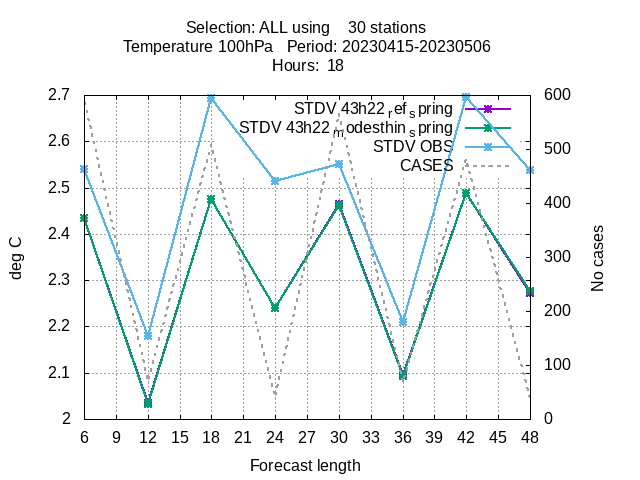 Selection: ALL using 30 stations
Temperature 100hPa Period: 20230415-20230506
Hours: 18
2.7
2.6
2.5
2.4
2.3
2.2
2.1
2
600
500
400
300
200
100
0
STDV 43h22 ref spring
STDV 43h22 modesthin spring
STDV OBS
CASES
deg C
No cases
6 9 12 15 18 21 24 27 30 33 36 39 42 45 48
Forecast length